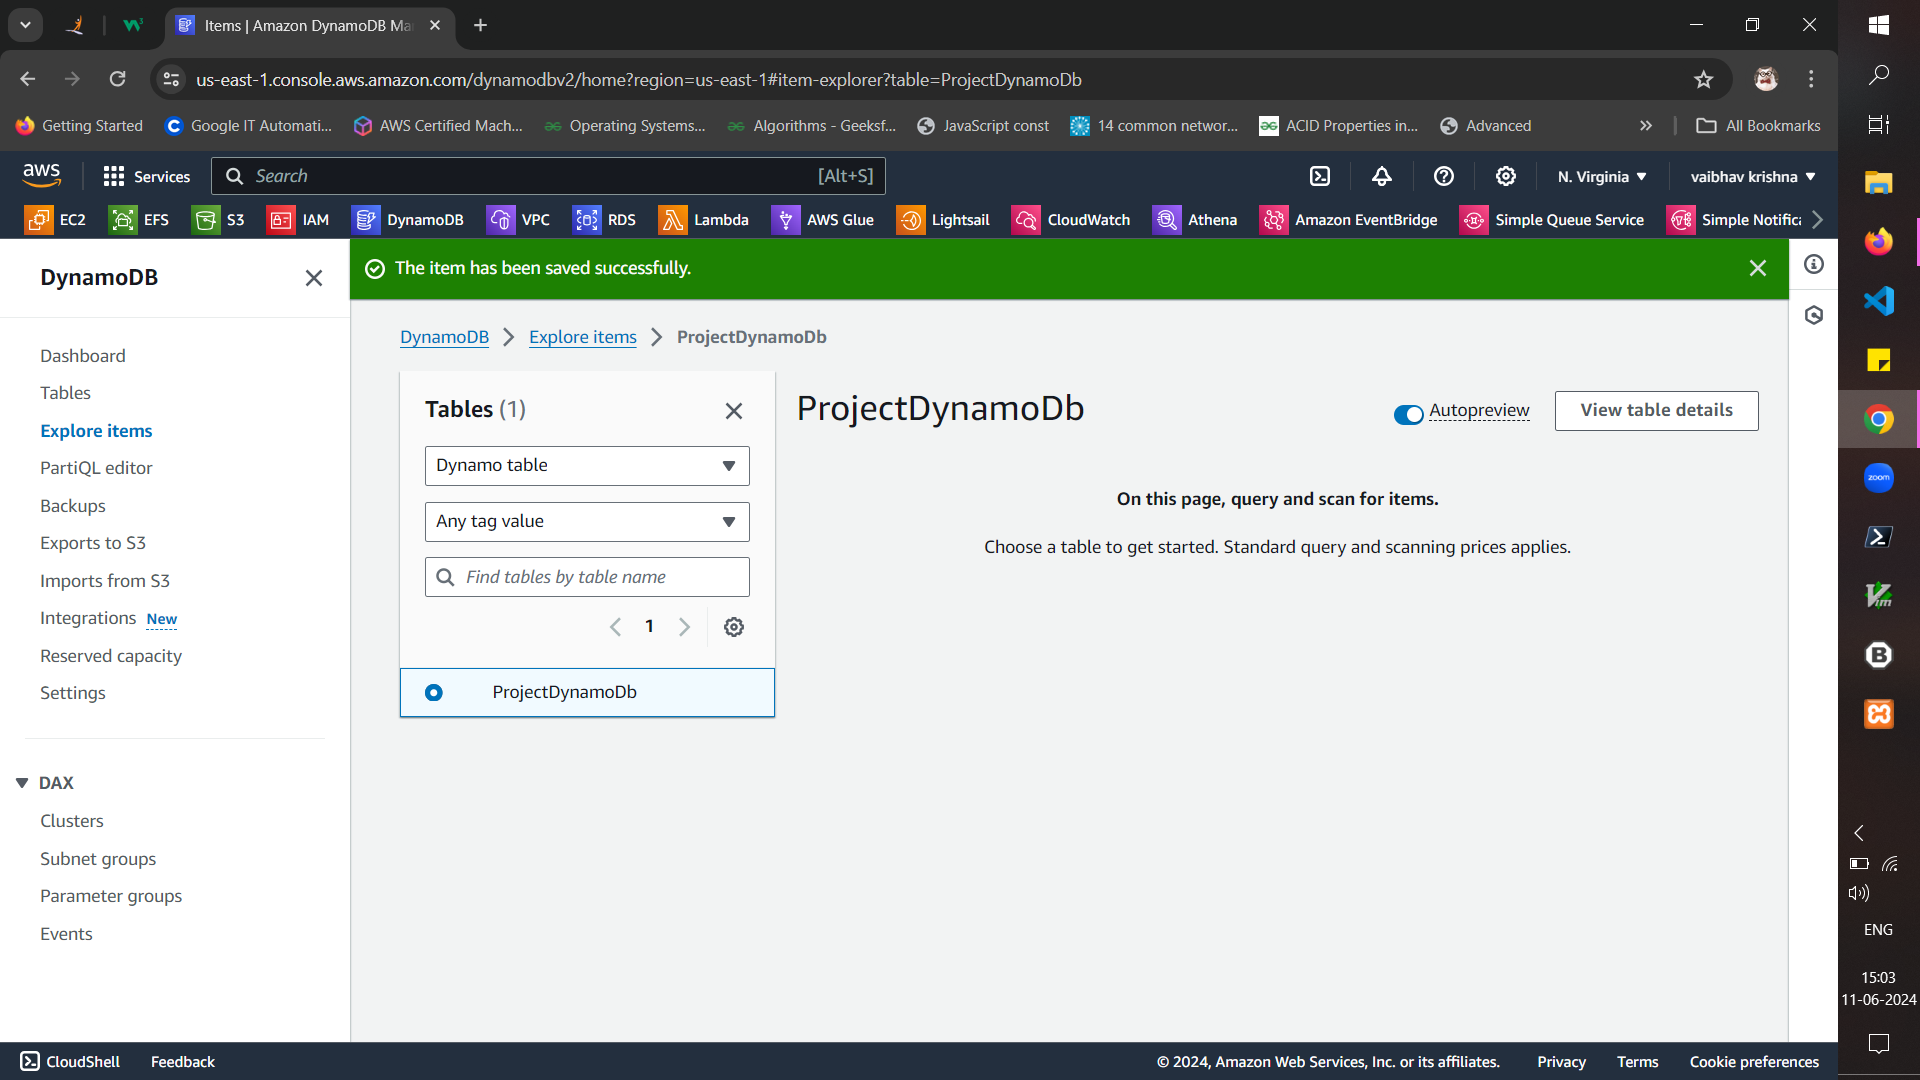 Items | Amazon DynamoDB Ma
us-east-1.console.aws.amazon.com/dynamodbv2/home?region=us-east-1#item-explorer?table=ProjectDynamoDb
Getting Started Google IT Automati... AWS Certified Mach... Operating Systems... Algorithms - Geeksf... JavaScript const 14 common networ... ACID Properties in... Advanced All Bookmarks
aws Services Search [Alt+S] N. Virginia vaibhav krishna
EC2 EFS S3 IAM DynamoDB VPC RDS Lambda AWS Glue Lightsail CloudWatch Athena Amazon EventBridge Simple Queue Service Simple Notifica
DynamoDB
Dashboard
Tables
Explore items
PartiQL editor
Backups
Exports to S3
Imports from S3
Integrations New
Reserved capacity
Settings
DAX
Clusters
Subnet groups
Parameter groups
Events
The item has been saved successfully.
DynamoDB Explore items ProjectDynamoDb
Tables (1)
Dynamo table
Any tag value
Find tables by table name
1
ProjectDynamoDb
ProjectDynamoDb
Autopreview View table details
On this page, query and scan for items.
Choose a table to get started. Standard query and scanning prices applies.
CloudShell Feedback © 2024, Amazon Web Services, Inc. or its affiliates. Privacy Terms Cookie preferences
zoom
Vim
B
ENG
15:03
11-06-2024